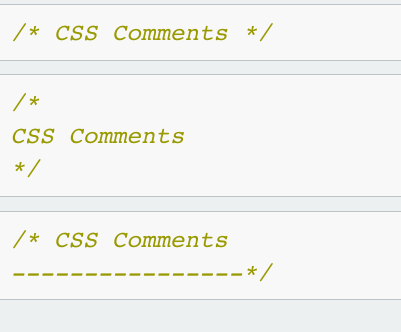 /* CSS Comments */
/*
CSS Comments
*/
/* CSS Comments
----------------*/